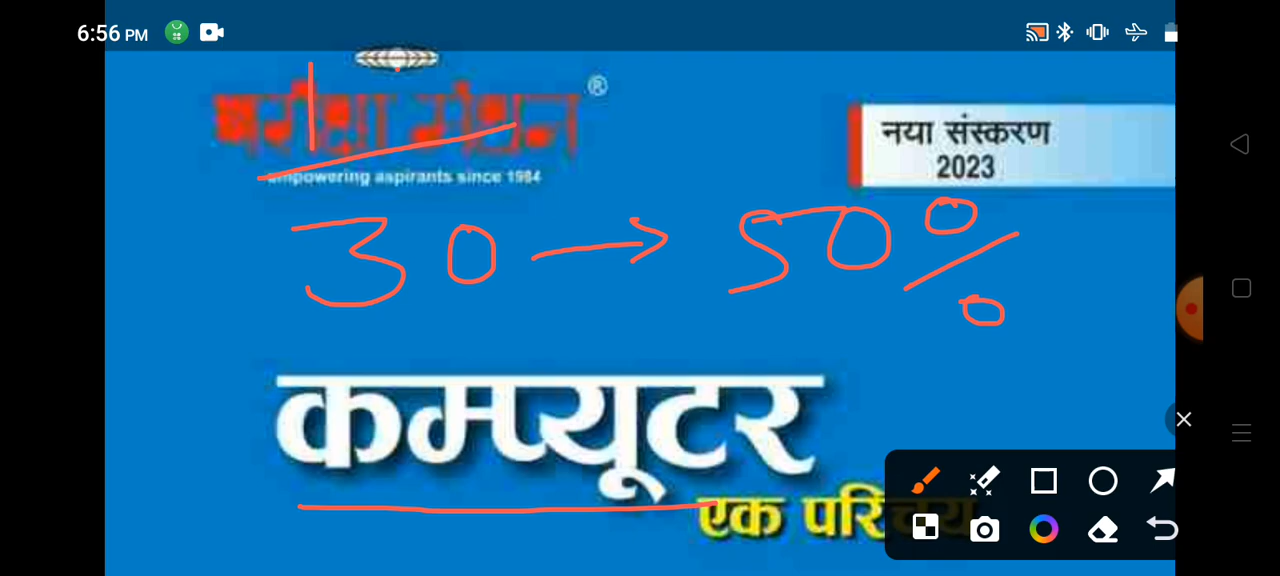 6:56 PM
परीक्षा मंथन ®
empowering aspirants since 1984
नया संस्करण
2023
30 → 50%
कम्प्यूटर
एक परिचय